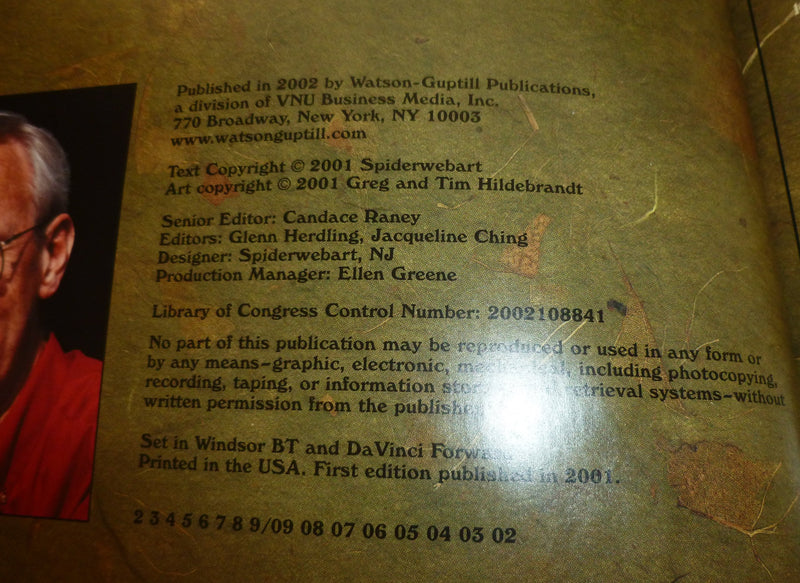 Published in 2002 by Watson-Guptill Publications,
a division of VNU Business Media, Inc.
770 Broadway, New York, NY 10003
www.watsonguptill.com
Text Copyright © 2001 Spiderwebart
Art copyright © 2001 Greg and Tim Hildebrandt
Senior Editor: Candace Raney
Editors: Glenn Herdling, Jacqueline Ching
Designer: Spiderwebart, NJ
Production Manager: Ellen Greene
Library of Congress Control Number: 2002108841
No part of this publication may be reproduced or used in any form or
by any means-graphic, electronic, mechanical, including photocopying,
recording, taping, or information retrieval systems-without
written permission from the publisher
Set in Windsor BT and DaVinci Forward
Printed in the USA. First edition published in 2001.
2 3 4 5 6 7 8 9/09 08 07 06 05 04 03 02